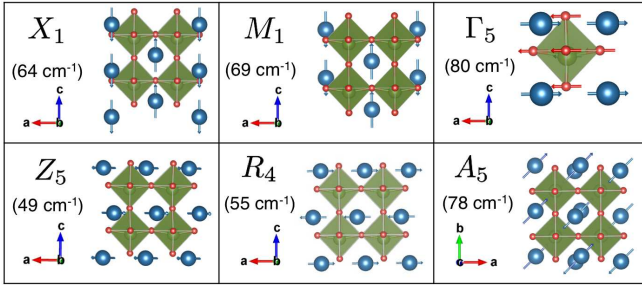 X₁
(64 cm⁻¹)
c
a b
M₁
(69 cm⁻¹)
c
a b
Γ₅
(80 cm⁻¹)
c
a b
Z₅
(49 cm⁻¹)
c
a b
R₄
(55 cm⁻¹)
c
a b
A₅
(78 cm⁻¹)
b
c a